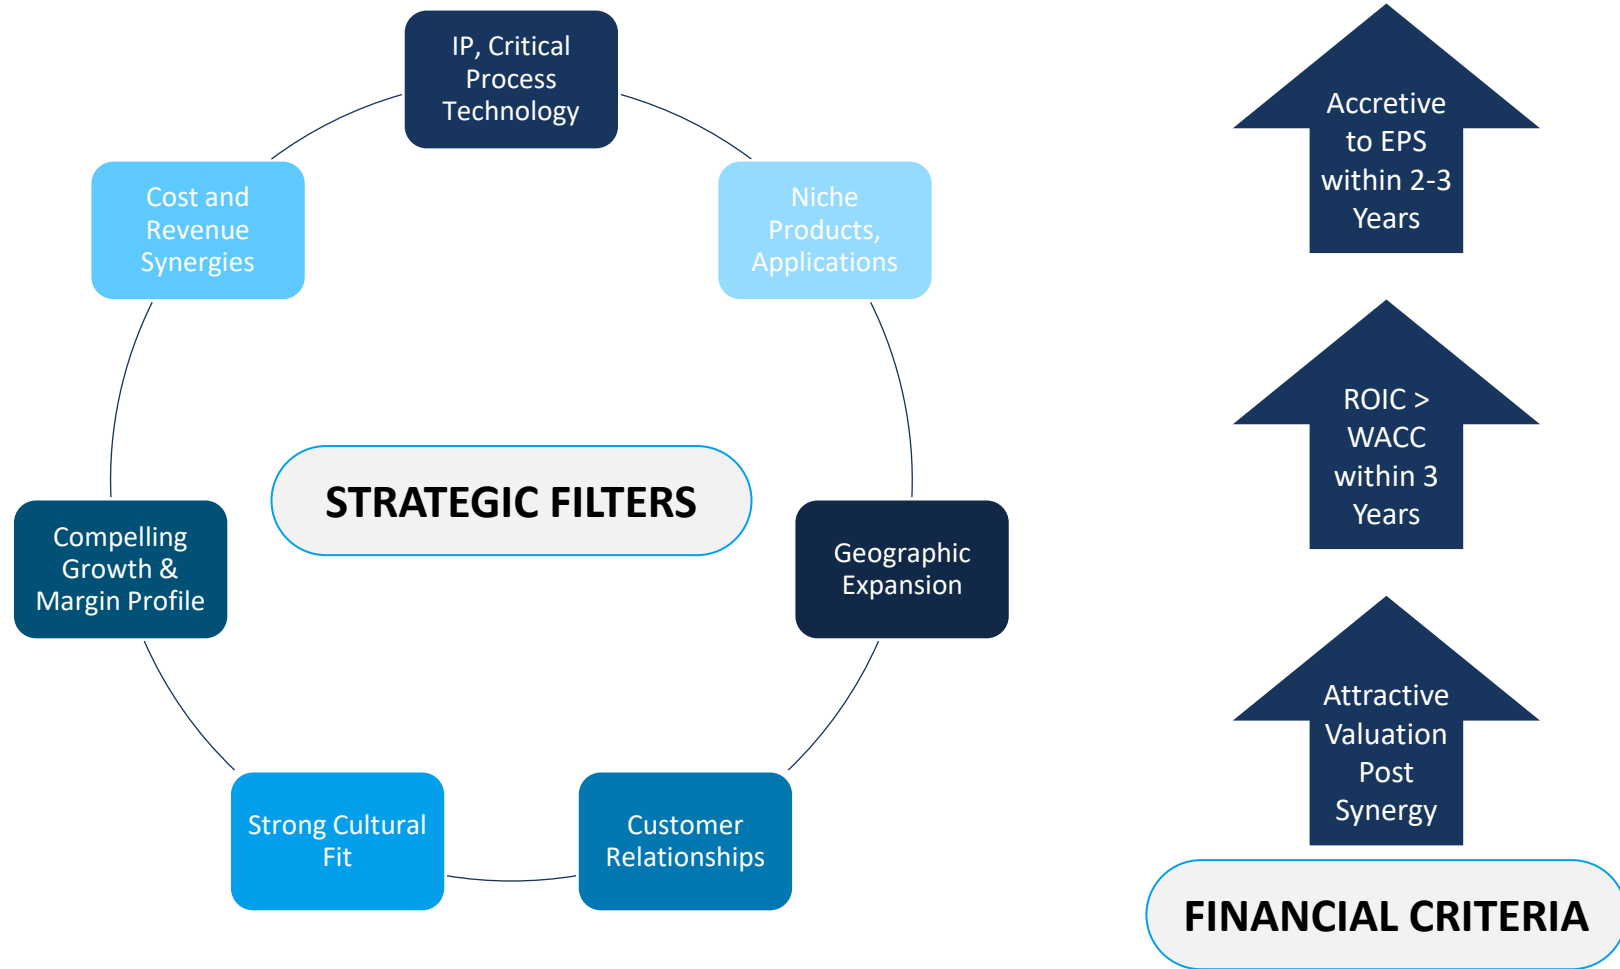 IP, Critical
Process
Technology
Niche
Products,
Applications
Geographic
Expansion
Customer
Relationships
Strong Cultural
Fit
Compelling
Growth &
Margin Profile
Cost and
Revenue
Synergies
STRATEGIC FILTERS
Accretive
to EPS
within 2-3
Years
ROIC >
WACC
within 3
Years
Attractive
Valuation
Post
Synergy
FINANCIAL CRITERIA